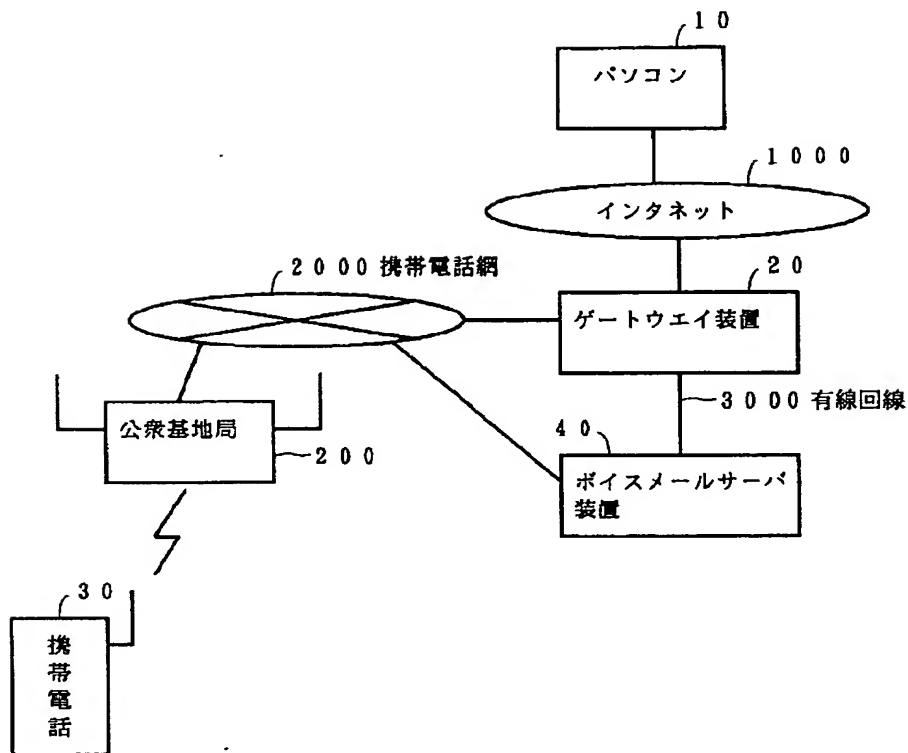 10
パソコン
1000
インタネット
2000 携帯電話網
20
ゲートウエイ装置
3000 有線回線
公衆基地局
200
40
ボイスメールサーバ
装置
30
携
帯
電
話